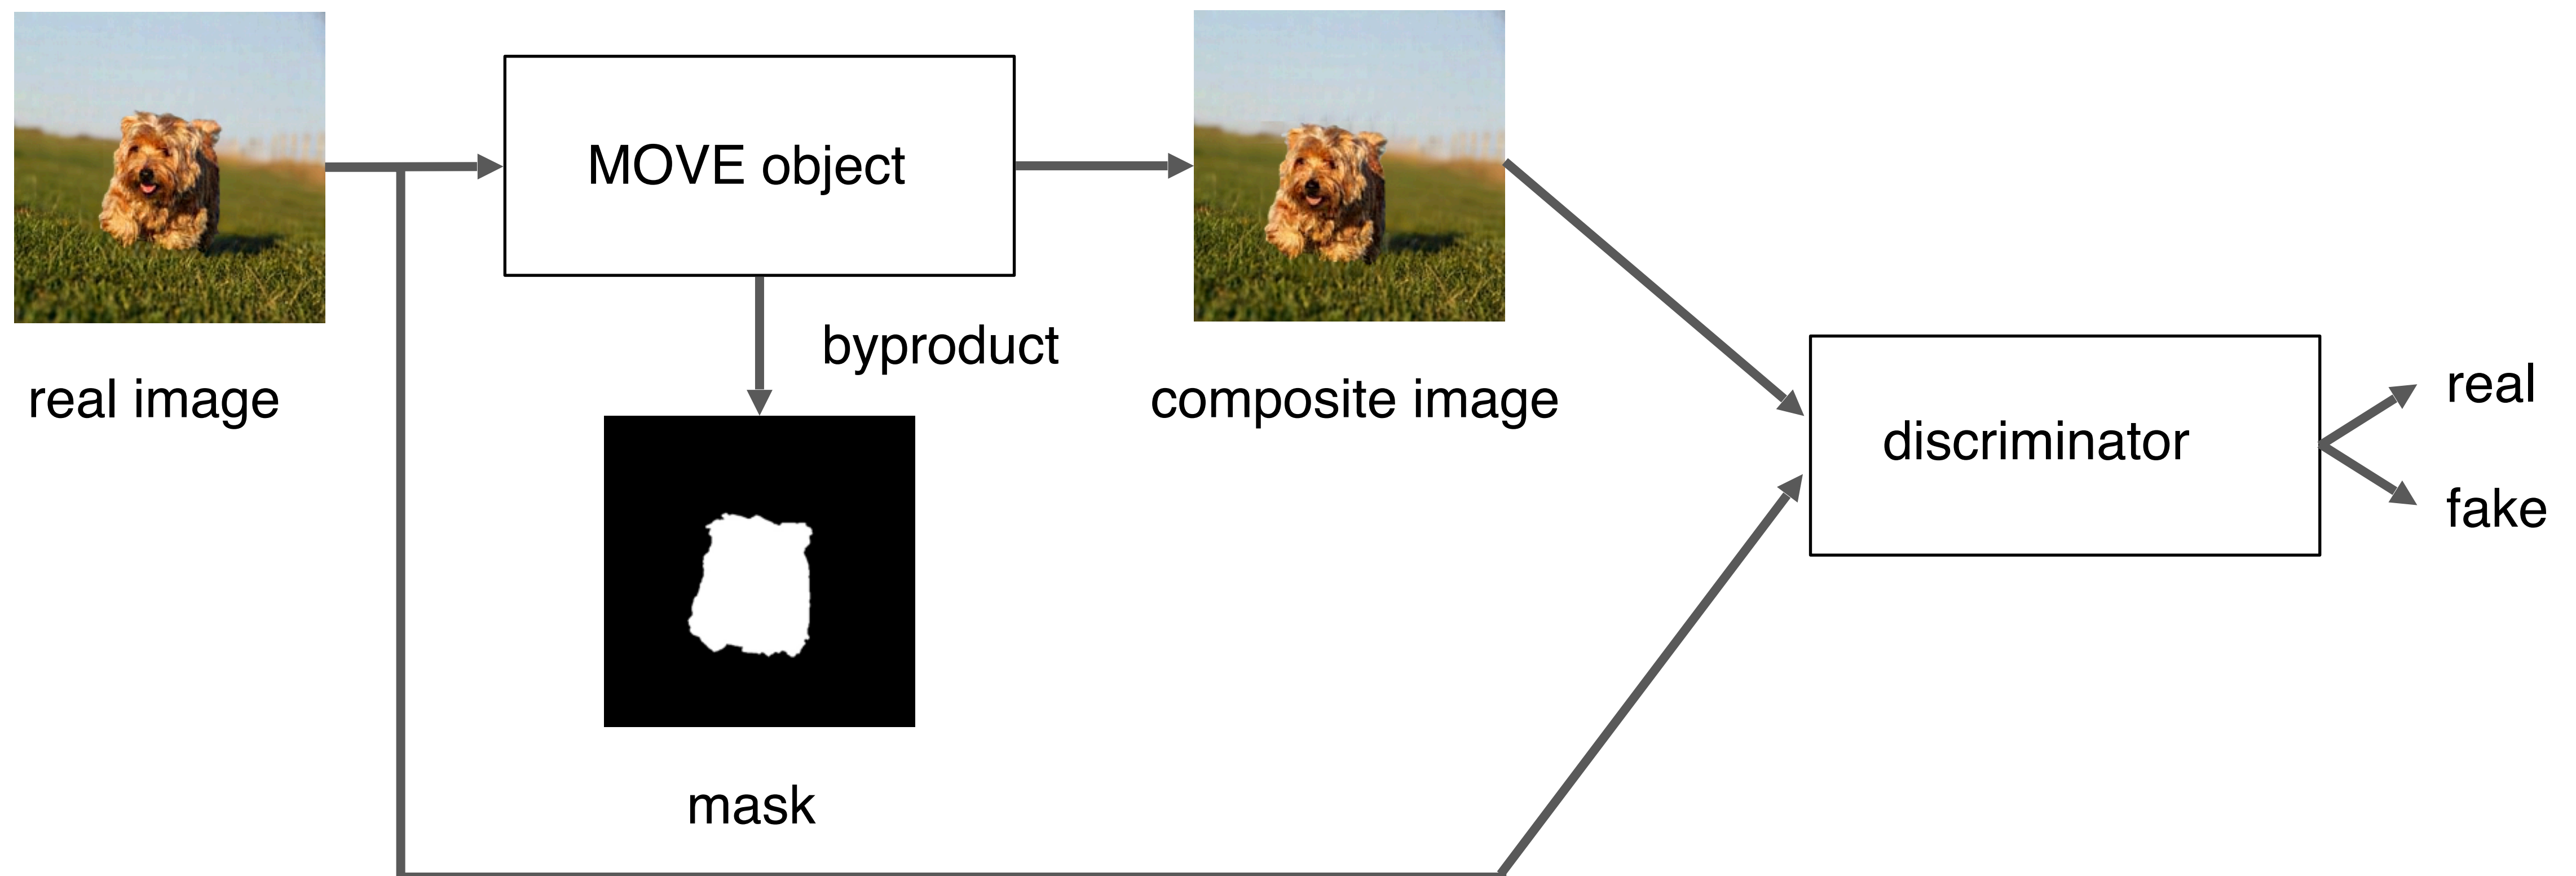 MOVE object
byproduct
real image
composite image
mask
discriminator
real
fake